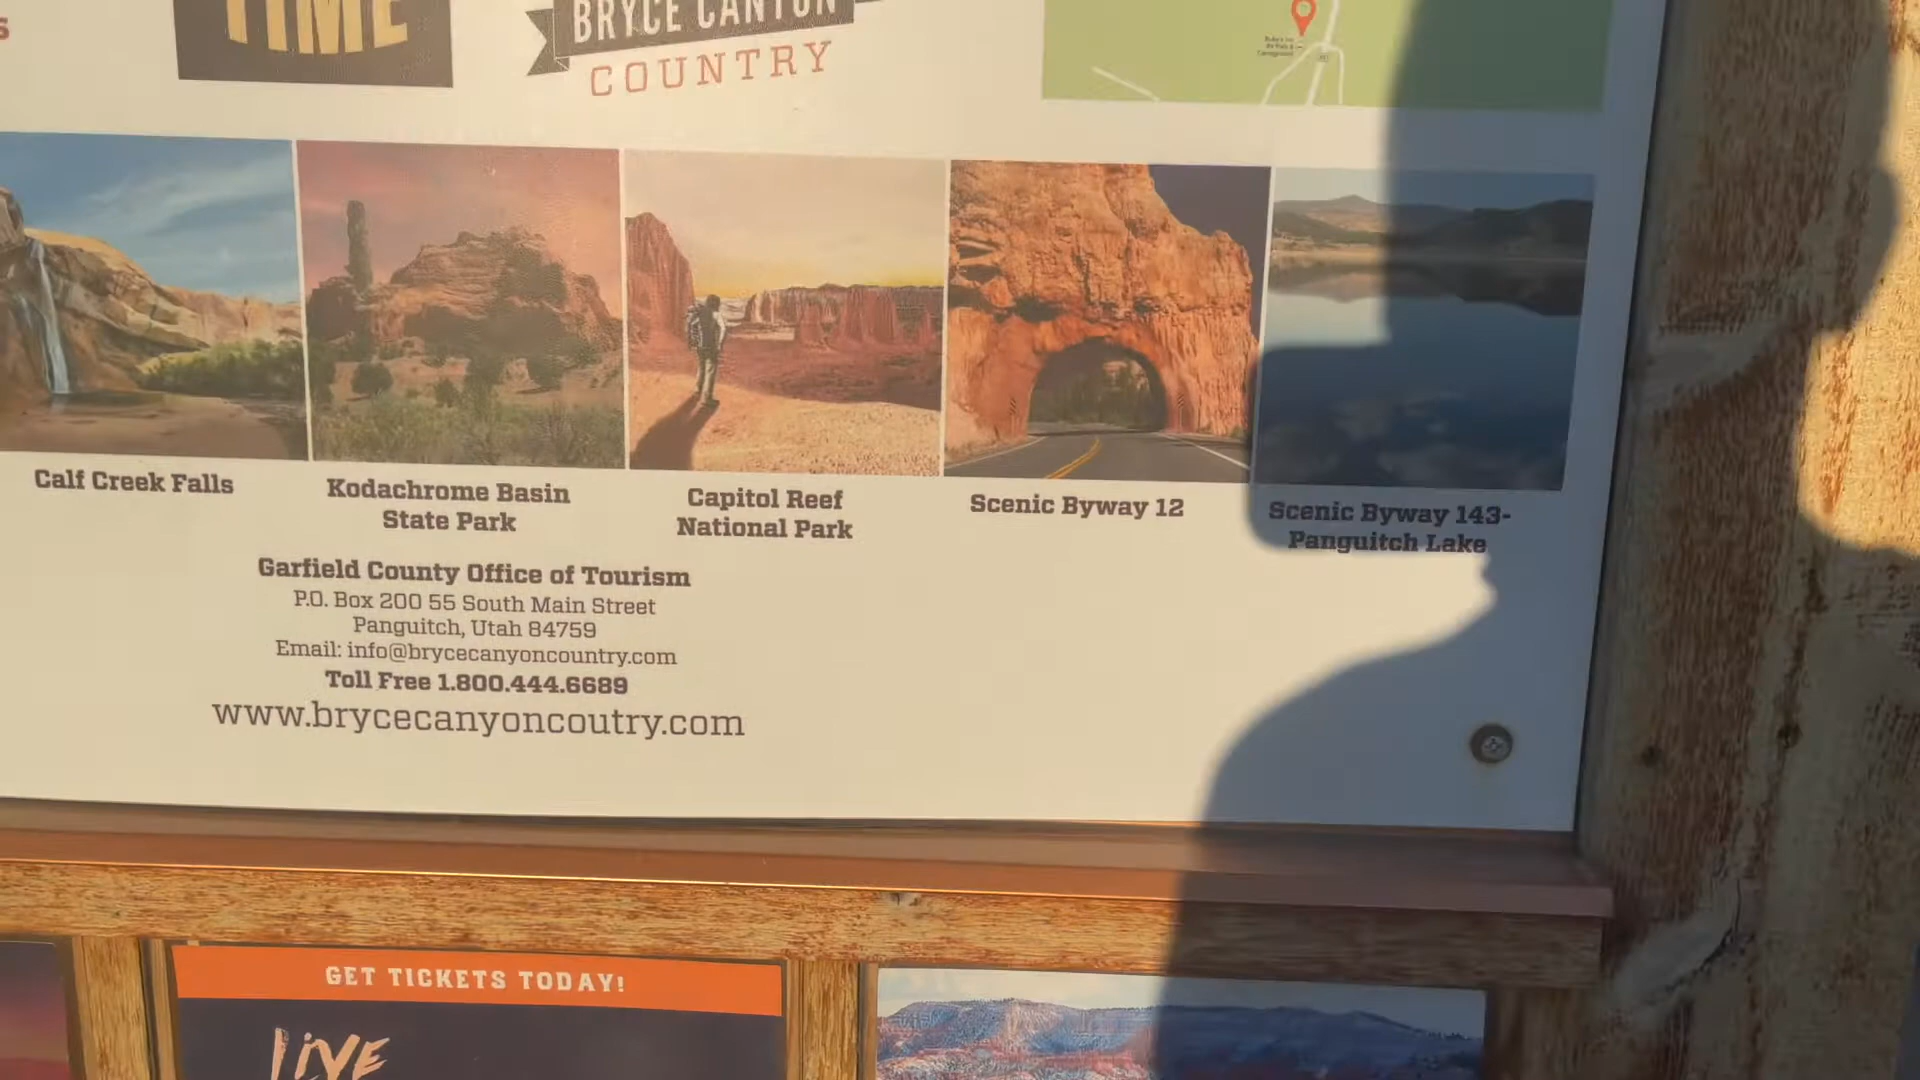 TIME
BRYCE CANYON
COUNTRY
Calf Creek Falls
Kodachrome Basin
State Park
Capitol Reef
National Park
Scenic Byway 12
Scenic Byway 143-
Panguitch Lake
Garfield County Office of Tourism
P.O. Box 200 55 South Main Street
Panguitch, Utah 84759
Email: info@brycecanyoncountry.com
Toll Free 1.800.444.6689
www.brycecanyoncoutry.com
GET TICKETS TODAY!
LIVE